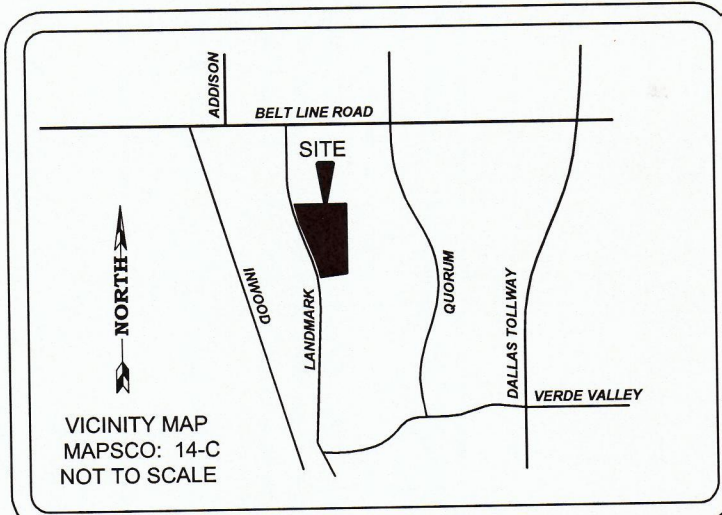 ADDISON
BELT LINE ROAD
SITE
NORTH
INWOOD
LANDMARK
QUORUM
DALLAS TOLLWAY
VERDE VALLEY
VICINITY MAP
MAPSCO: 14-C
NOT TO SCALE